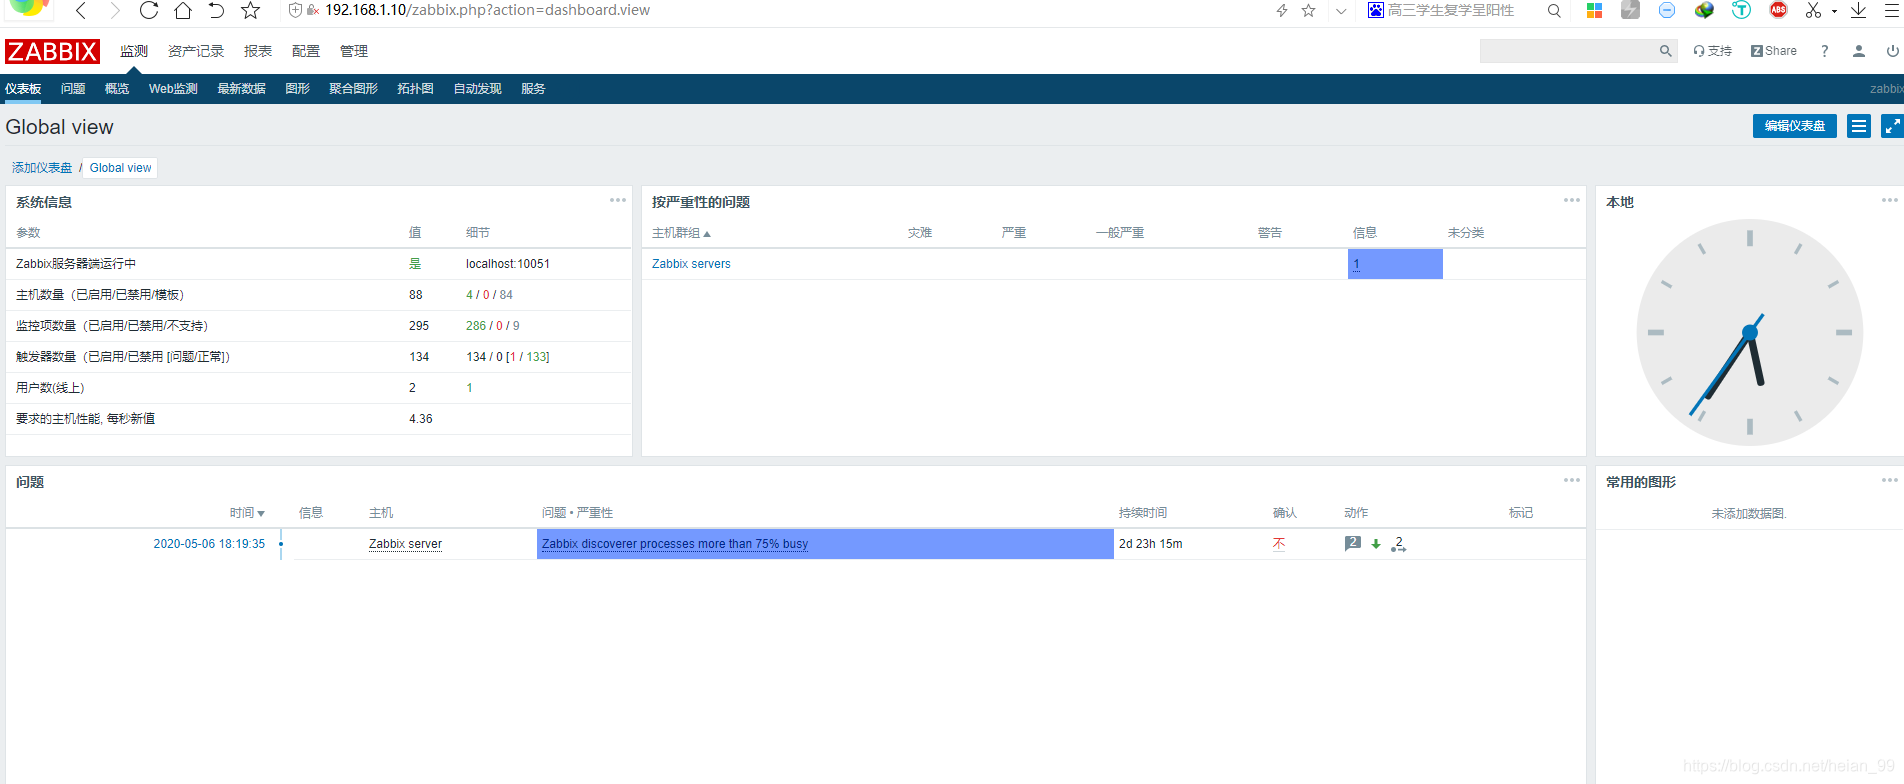 192.168.1.10/zabbix.php?action=dashboard.view 高三学生复学呈阳性 ABS
ZABBIX 监测 资产记录 报表 配置 管理 支持 Z Share ?
仪表板 问题 概览 Web监测 最新数据 图形 聚合图形 拓扑图 自动发现 服务 zabbix
Global view 编辑仪表盘
添加仪表盘 / Global view
系统信息
参数 值 细节
Zabbix服务器端运行中 是 localhost:10051
主机数量（已启用/已禁用/模板） 88 4 / 0 / 84
监控项数量（已启用/已禁用/不支持） 295 286 / 0 / 9
触发器数量（已启用/已禁用 [问题/正常]） 134 134 / 0 [1 / 133]
用户数(线上) 2 1
要求的主机性能, 每秒新值 4.36
按严重性的问题
主机群组 灾难 严重 一般严重 警告 信息 未分类
Zabbix servers 1
本地
问题
时间 信息 主机 问题 • 严重性 持续时间 确认 动作 标记
2020-05-06 18:19:35 Zabbix server Zabbix discoverer processes more than 75% busy 2d 23h 15m 不 2 2
常用的图形
未添加数据图.
https://blog.csdn.net/heian_99